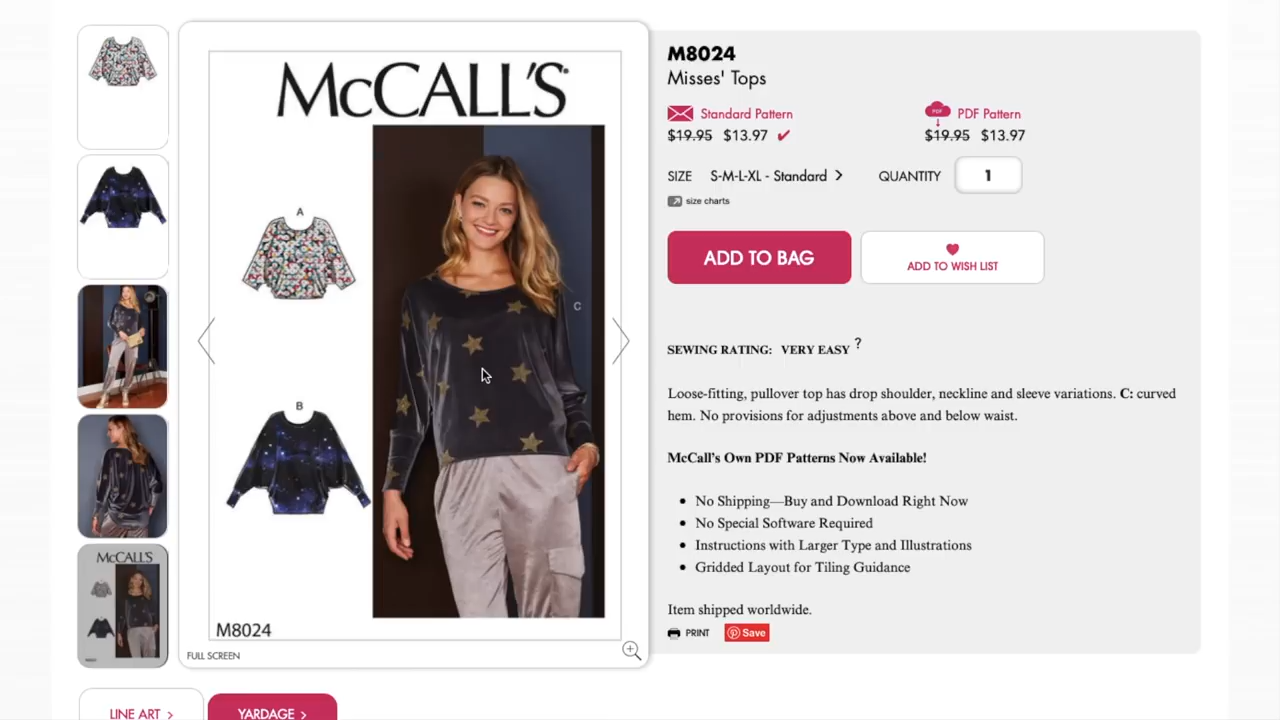 McCALL'S
A
B
C
M8024
FULL SCREEN
LINE ART >
YARDAGE >
M8024
Misses' Tops
Standard Pattern
$19.95 $13.97 ✔
PDF
PDF Pattern
$19.95 $13.97
SIZE S-M-L-XL - Standard >
QUANTITY 1
size charts
ADD TO BAG
ADD TO WISH LIST
SEWING RATING: VERY EASY ?
Loose-fitting, pullover top has drop shoulder, neckline and sleeve variations. C: curved
hem. No provisions for adjustments above and below waist.
McCall's Own PDF Patterns Now Available!
• No Shipping—Buy and Download Right Now
• No Special Software Required
• Instructions with Larger Type and Illustrations
• Gridded Layout for Tiling Guidance
Item shipped worldwide.
PRINT
Save
McCALL'S